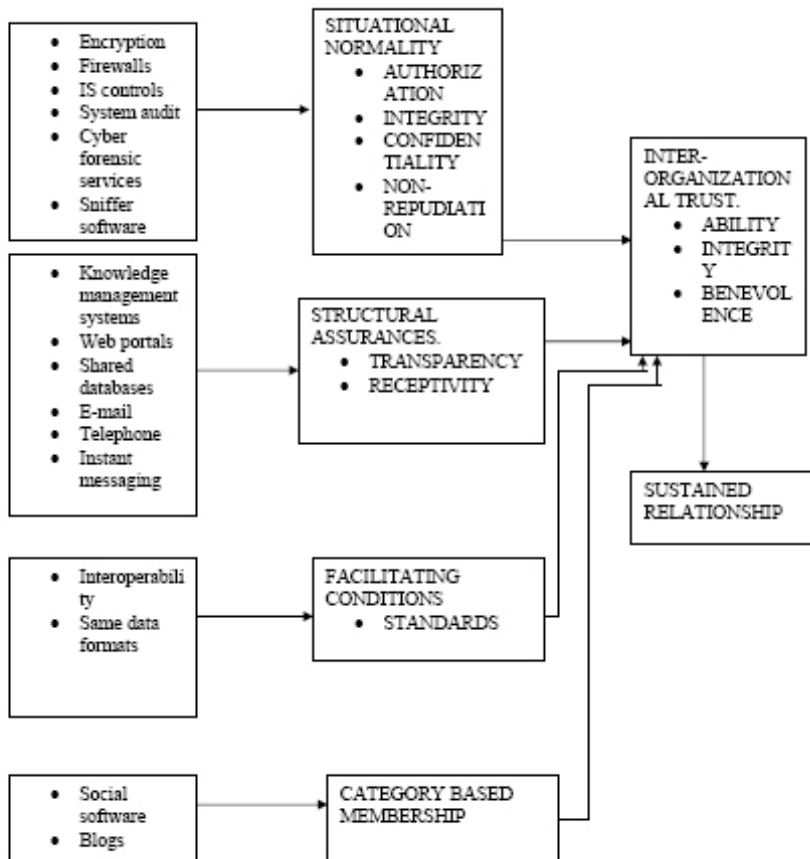 Encryption
Firewalls
IS controls
System audit
Cyber
forensic
services
Sniffer
software
SITUATIONAL
NORMALITY
AUTHORIZ
ATION
INTEGRITY
CONFIDEN
TIALITY
NON-
REPUDIATI
ON
INTER-
ORGANIZATION
AL TRUST.
ABILITY
INTEGRIT
Y
BENEVOL
ENCE
Knowledge
management
systems
Web portals
Shared
databases
E-mail
Telephone
Instant
messaging
STRUCTURAL
ASSURANCES.
TRANSPARENCY
RECEPTIVITY
SUSTAINED
RELATIONSHIP
Interoperabili
ty
Same data
formats
FACILITATING
CONDITIONS
STANDARDS
Social
software
Blogs
CATEGORY BASED
MEMBERSHIP